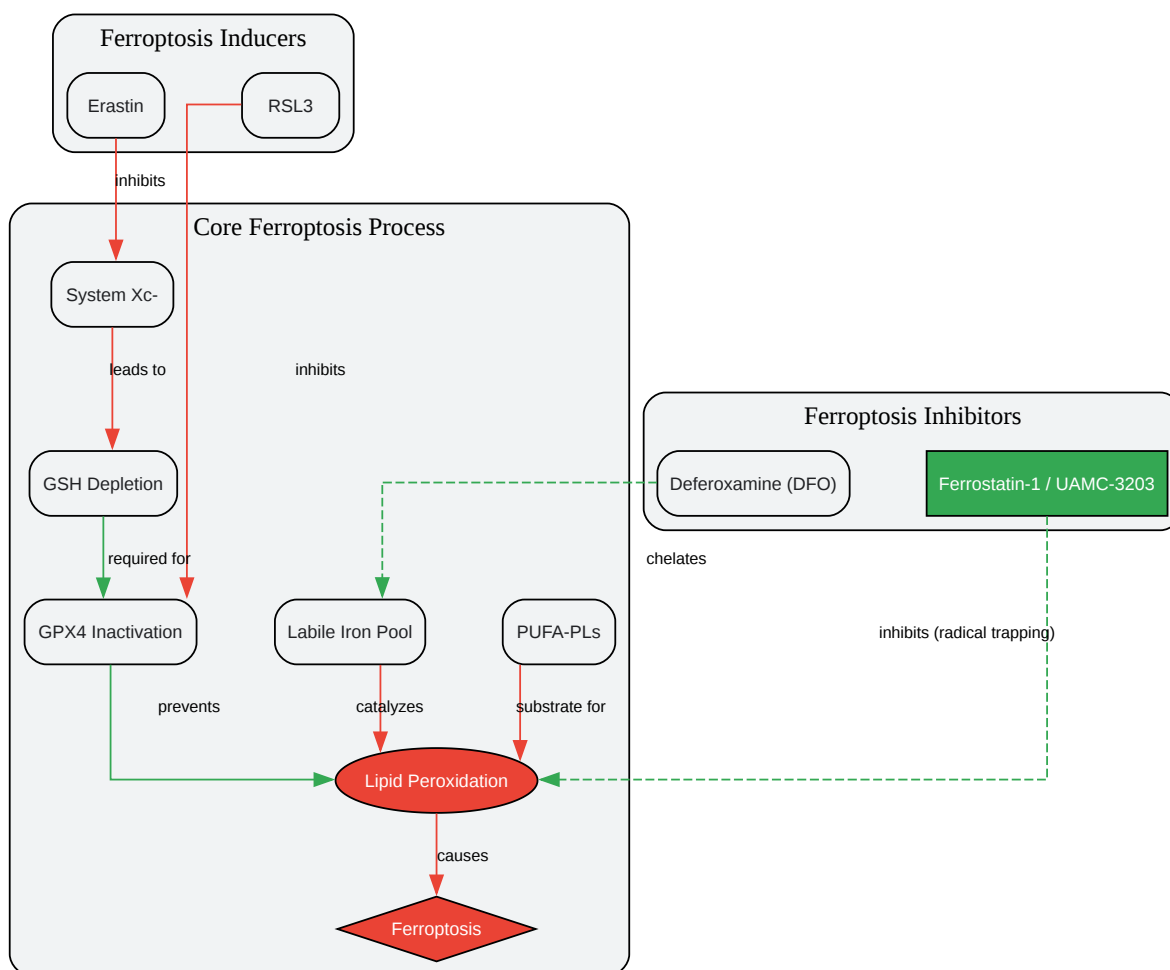 Ferroptosis Inducers
Erastin
RSL3
inhibits
Core Ferroptosis Process
System Xc-
leads to
inhibits
Ferroptosis Inhibitors
GSH Depletion
Deferoxamine (DFO)
Ferrostatin-1 / UAMC-3203
required for
chelates
GPX4 Inactivation
Labile Iron Pool
PUFA-PLs
inhibits (radical trapping)
prevents
catalyzes
substrate for
Lipid Peroxidation
causes
Ferroptosis